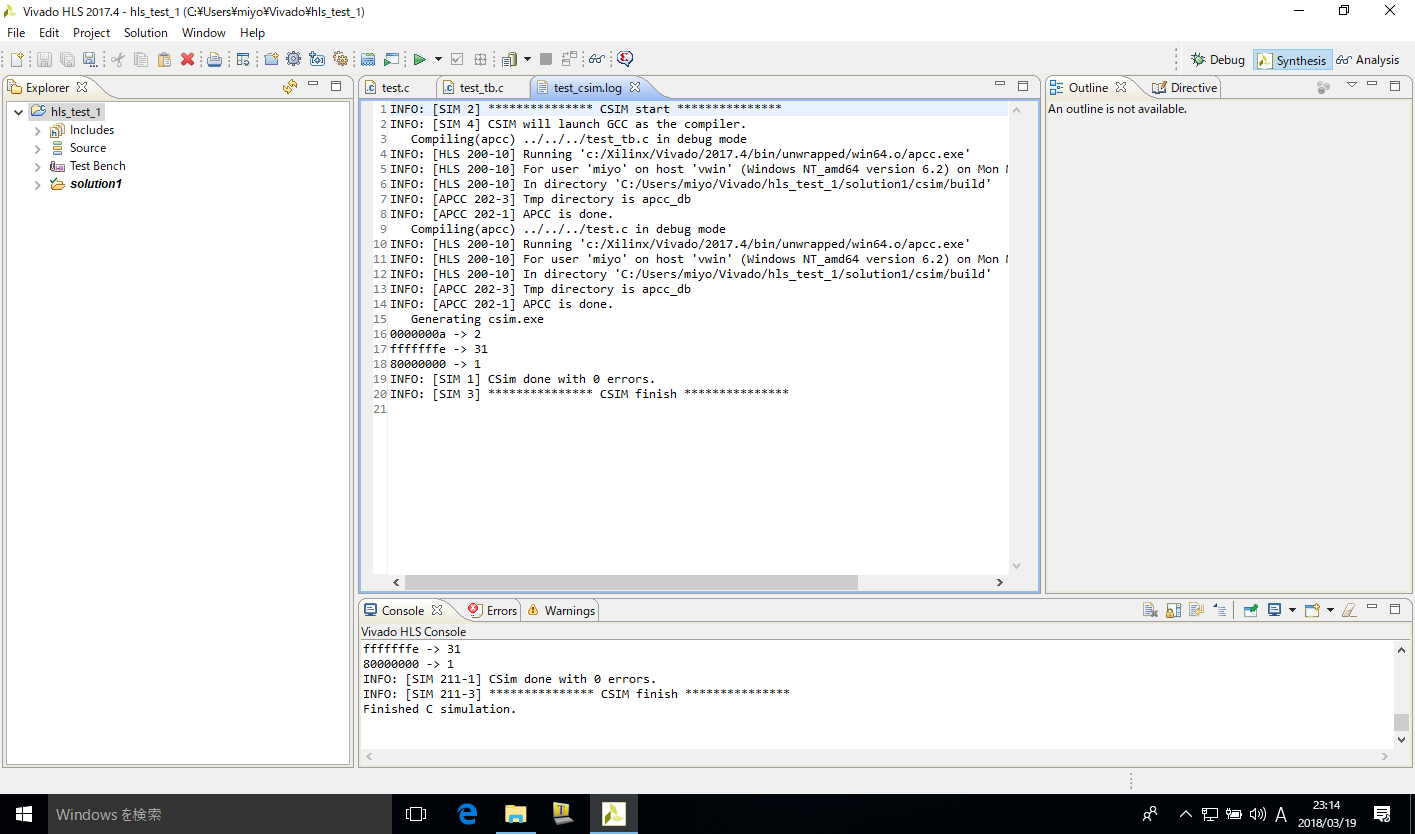 Vivado HLS 2017.4 - hls_test_1 (C:¥Users¥miyo¥Vivado¥hls_test_1)
File Edit Project Solution Window Help
Debug Synthesis Analysis
Explorer
hls_test_1
Includes
Source
Test Bench
solution1
test.c test_tb.c test_csim.log
1 INFO: [SIM 2] *************** CSIM start ***************
2 INFO: [SIM 4] CSIM will launch GCC as the compiler.
3 Compiling(apcc) ../../../test_tb.c in debug mode
4 INFO: [HLS 200-10] Running 'c:/Xilinx/Vivado/2017.4/bin/unwrapped/win64.o/apcc.exe'
5 INFO: [HLS 200-10] For user 'miyo' on host 'vwin' (Windows NT_amd64 version 6.2) on Mon M
6 INFO: [HLS 200-10] In directory 'C:/Users/miyo/Vivado/hls_test_1/solution1/csim/build'
7 INFO: [APCC 202-3] Tmp directory is apcc_db
8 INFO: [APCC 202-1] APCC is done.
9 Compiling(apcc) ../../../test.c in debug mode
10 INFO: [HLS 200-10] Running 'c:/Xilinx/Vivado/2017.4/bin/unwrapped/win64.o/apcc.exe'
11 INFO: [HLS 200-10] For user 'miyo' on host 'vwin' (Windows NT_amd64 version 6.2) on Mon M
12 INFO: [HLS 200-10] In directory 'C:/Users/miyo/Vivado/hls_test_1/solution1/csim/build'
13 INFO: [APCC 202-3] Tmp directory is apcc_db
14 INFO: [APCC 202-1] APCC is done.
15 Generating csim.exe
16 0000000a -> 2
17 fffffffe -> 31
18 80000000 -> 1
19 INFO: [SIM 1] CSim done with 0 errors.
20 INFO: [SIM 3] *************** CSIM finish ***************
21
Outline Directive
An outline is not available.
Console Errors Warnings
Vivado HLS Console
fffffffe -> 31
80000000 -> 1
INFO: [SIM 211-1] CSim done with 0 errors.
INFO: [SIM 211-3] *************** CSIM finish ***************
Finished C simulation.
Windows を検索
A
23:14
2018/03/19